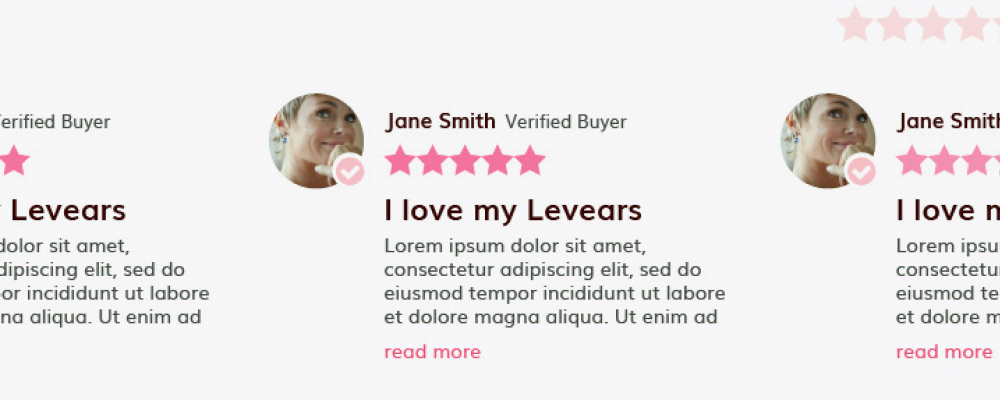 erified Buyer
Levears
dolor sit amet,
dipiscing elit, sed do
or incididunt ut labore
na aliqua. Ut enim ad
Jane Smith Verified Buyer
I love my Levears
Lorem ipsum dolor sit amet,
consectetur adipiscing elit, sed do
eiusmod tempor incididunt ut labore
et dolore magna aliqua. Ut enim ad
read more
Jane Smith
I love m
Lorem ipsu
consectetur
eiusmod te
et dolore m
read more